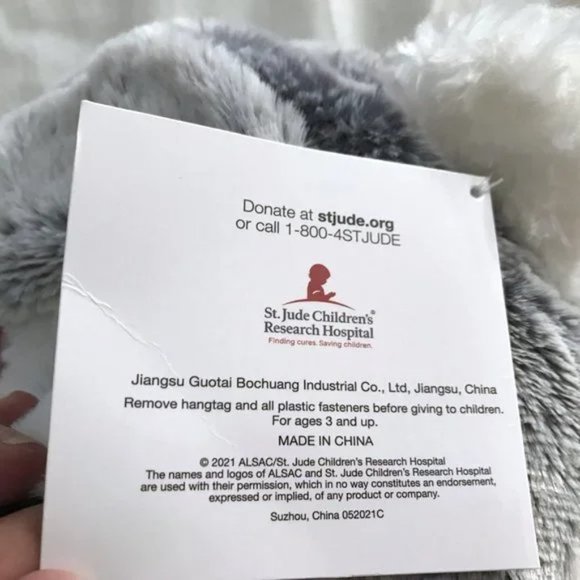 Donate at stjude.org
or call 1-800-4STJUDE
St. Jude Children's®
Research Hospital
Finding cures. Saving children.
Jiangsu Guotai Bochuang Industrial Co., Ltd, Jiangsu, China
Remove hangtag and all plastic fasteners before giving to children.
For ages 3 and up.
MADE IN CHINA
© 2021 ALSAC/St. Jude Children's Research Hospital
The names and logos of ALSAC and St. Jude Children's Research Hospital
are used with their permission, which in no way constitutes an endorsement,
expressed or implied, of any product or company.
Suzhou, China 052021C